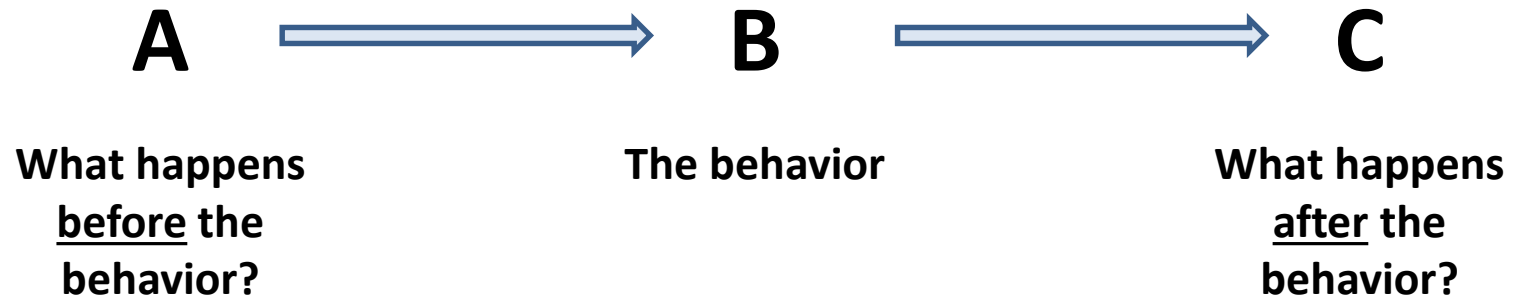 A B C
What happens The behavior What happens
before the after the
behavior? behavior?